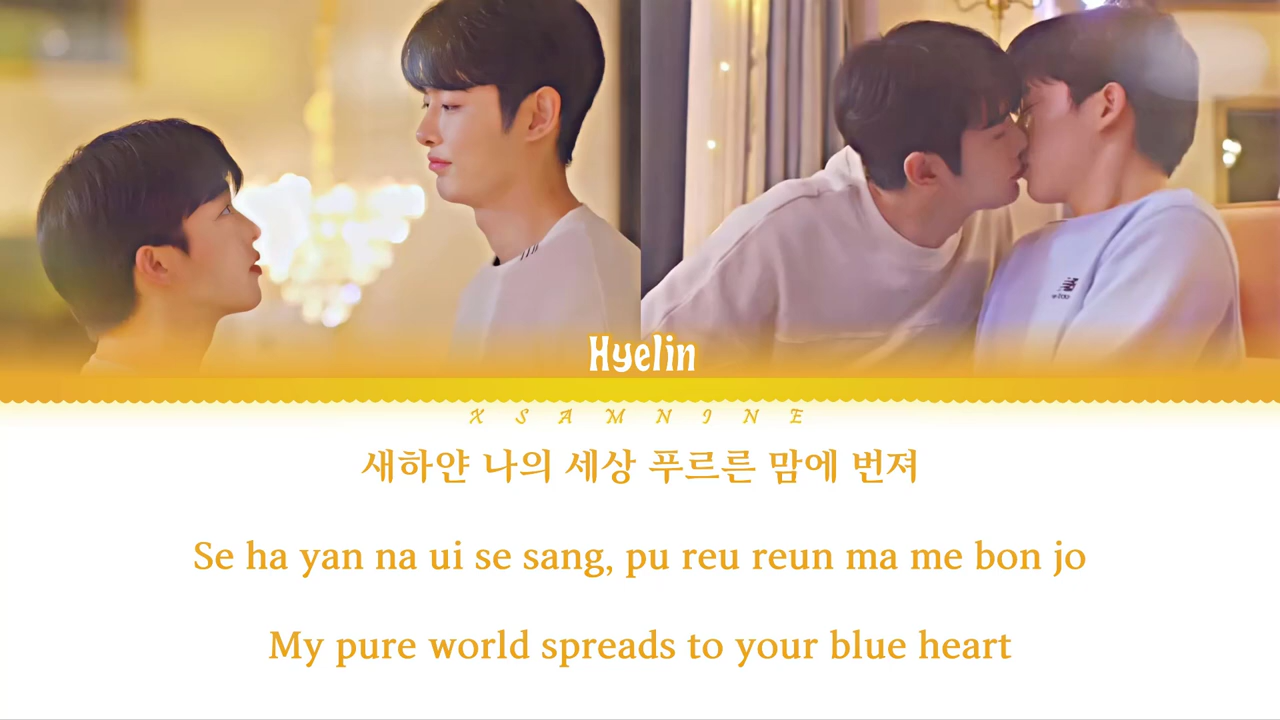 Hyelin
XSAMNINE
새하얀 나의 세상 푸르른 맘에 번져
Se ha yan na ui se sang, pu reu reun ma me bon jo
My pure world spreads to your blue heart